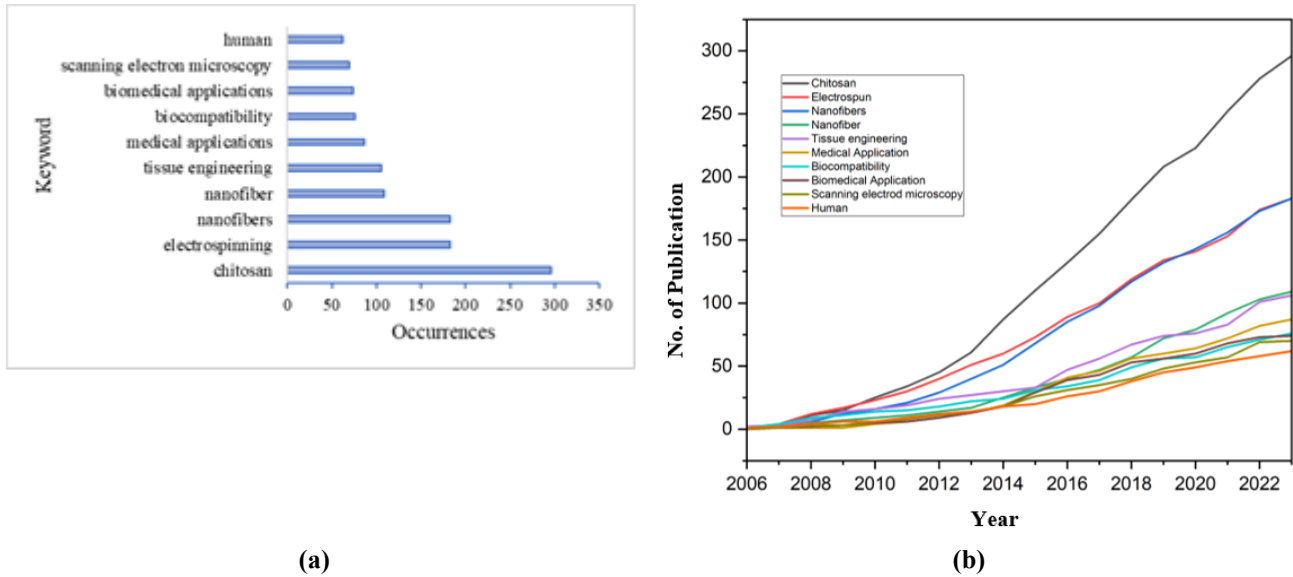 human
scanning electron microscopy
biomedical applications
biocompatibility
medical applications
tissue engineering
nanofiber
nanofibers
electrospinning
chitosan
Keyword
0 50 100 150 200 250 300 350
Occurrences
(a)
300
250
200
150
100
50
0
No. of Publication
Chitosan
Electrospun
Nanofibers
Nanofiber
Tissue engineering
Medical Application
Biocompatibility
Biomedical Application
Scanning electrod microscopy
Human
2006 2008 2010 2012 2014 2016 2018 2020 2022
Year
(b)